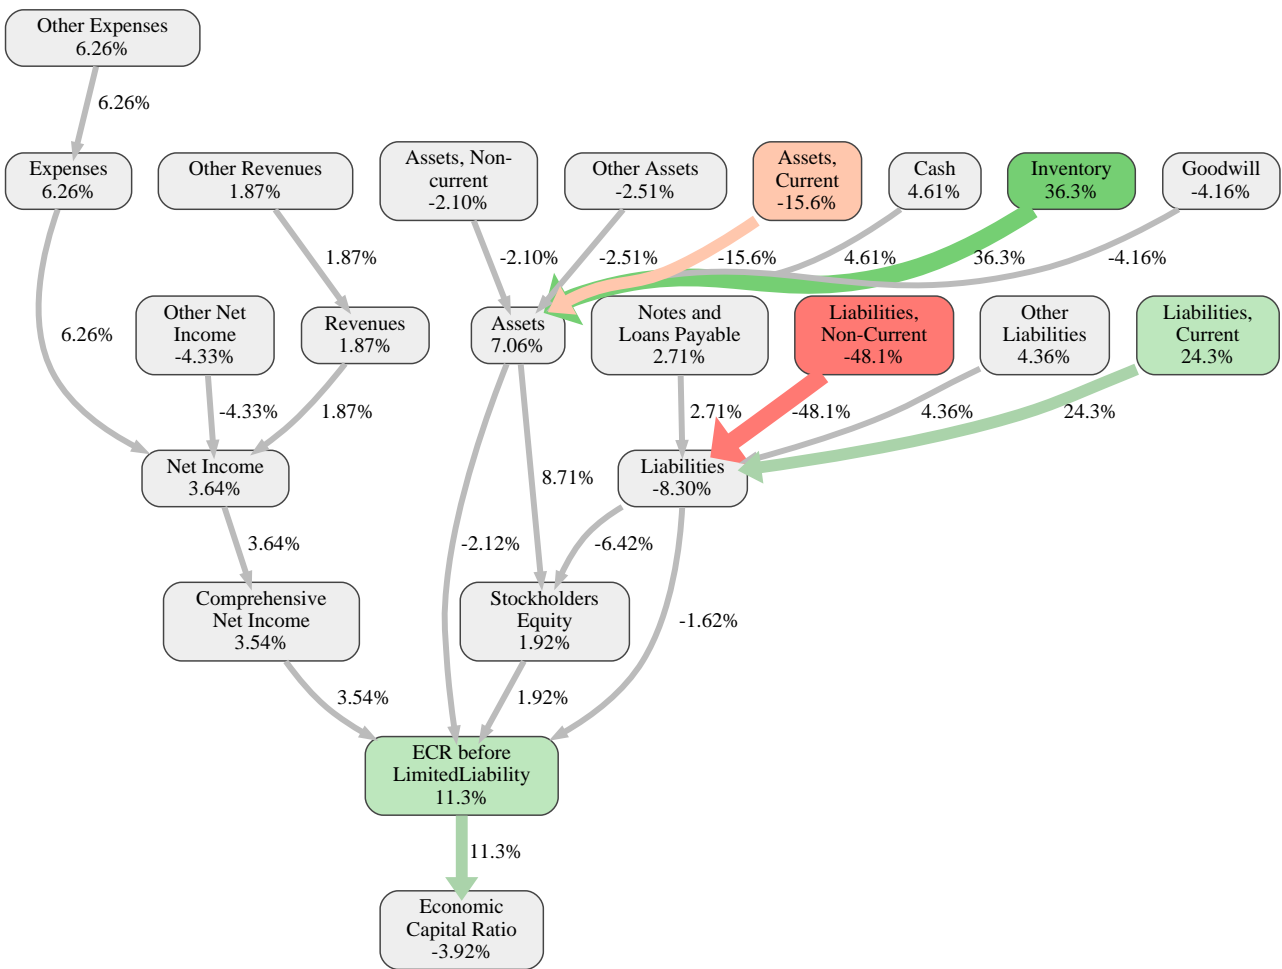 Other Expenses
6.26%
6.26%
Expenses
6.26%
Other Revenues
1.87%
Assets, Non-
current
-2.10%
Other Assets
-2.51%
Assets,
Current
-15.6%
Cash
4.61%
Inventory
36.3%
Goodwill
-4.16%
1.87%
-2.10%
-2.51%
-15.6%
4.61%
36.3%
-4.16%
6.26%
Other Net
Income
-4.33%
Revenues
1.87%
Assets
7.06%
Notes and
Loans Payable
2.71%
Liabilities,
Non-Current
-48.1%
Other
Liabilities
4.36%
Liabilities,
Current
24.3%
-4.33%
1.87%
2.71%
-48.1%
4.36%
24.3%
Net Income
3.64%
8.71%
Liabilities
-8.30%
3.64%
-2.12%
-6.42%
Comprehensive
Net Income
3.54%
Stockholders
Equity
1.92%
-1.62%
3.54%
1.92%
ECR before
LimitedLiability
11.3%
11.3%
Economic
Capital Ratio
-3.92%